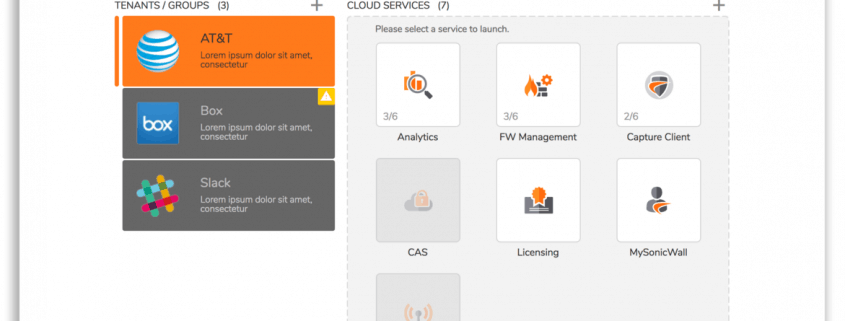 TENANTS / GROUPS (3)
CLOUD SERVICES (7)
AT&T
Lorem ipsum dolor sit amet,
consectetur
box
Box
Lorem ipsum dolor sit amet,
consectetur
Slack
Lorem ipsum dolor sit amet,
consectetur
Please select a service to launch.
3/6
Analytics
3/6
FW Management
2/6
Capture Client
CAS
Licensing
MySonicWall